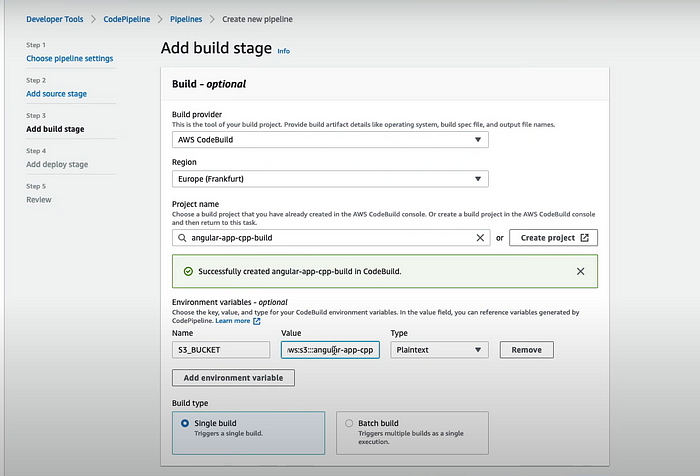 Developer Tools > CodePipeline > Pipelines > Create new pipeline
Step 1
Choose pipeline settings
Step 2
Add source stage
Step 3
Add build stage
Step 4
Add deploy stage
Step 5
Review
Add build stage Info
Build - optional
Build provider
This is the tool of your build project. Provide build artifact details like operating system, build spec file, and output file names.
AWS CodeBuild
Region
Europe (Frankfurt)
Project name
Choose a build project that you have already created in the AWS CodeBuild console. Or create a build project in the AWS CodeBuild console
and then return to this task.
angular-app-cpp-build or Create project
Successfully created angular-app-cpp-build in CodeBuild.
Environment variables - optional
Choose the key, value, and type for your CodeBuild environment variables. In the value field, you can reference variables generated by
CodePipeline. Learn more
Name Value Type
S3_BUCKET ws:s3:::angular-app-cpp Plaintext Remove
Add environment variable
Build type
Single build
Triggers a single build.
Batch build
Triggers multiple builds as a single
execution.